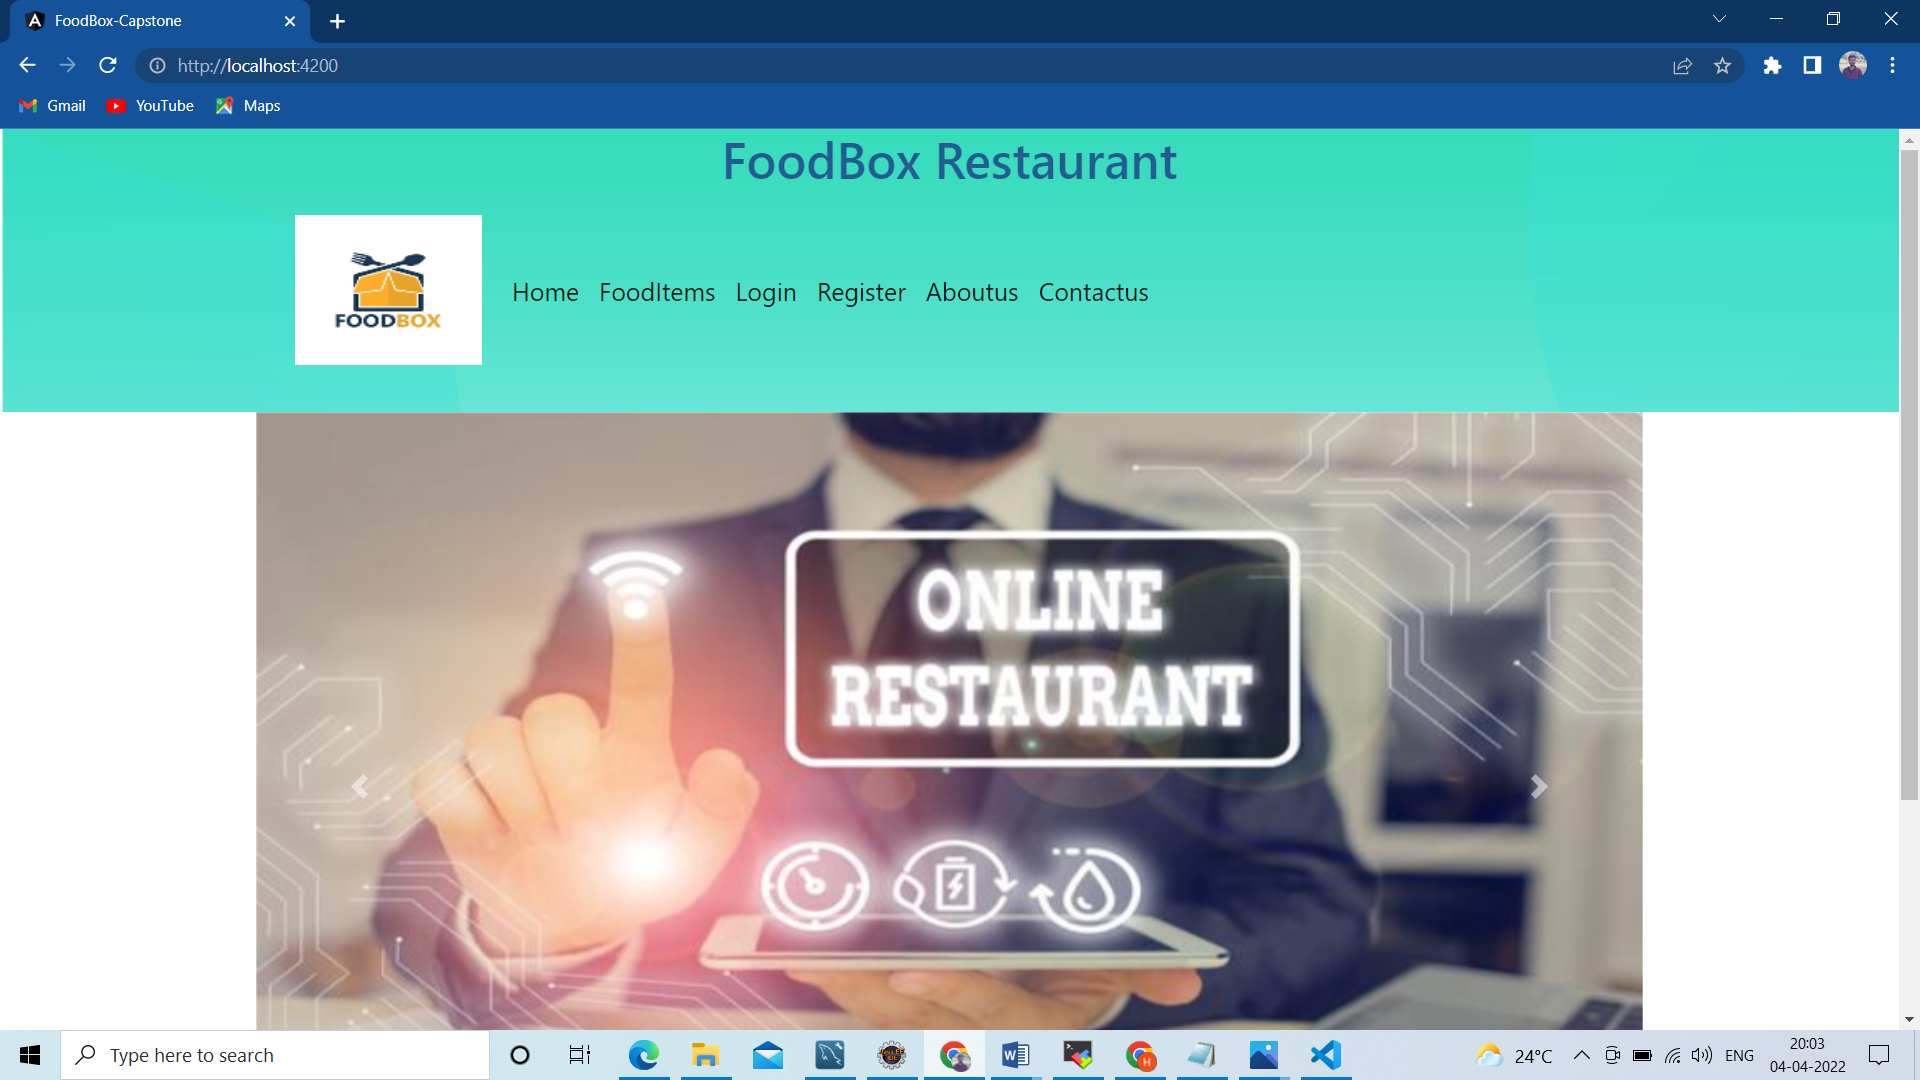 FoodBox-Capstone
http://localhost:4200
Gmail YouTube Maps
FoodBox Restaurant
FOODBOX
Home FoodItems Login Register Aboutus Contactus
ONLINE
RESTAURANT
Type here to search
24°C
ENG
20:03
04-04-2022